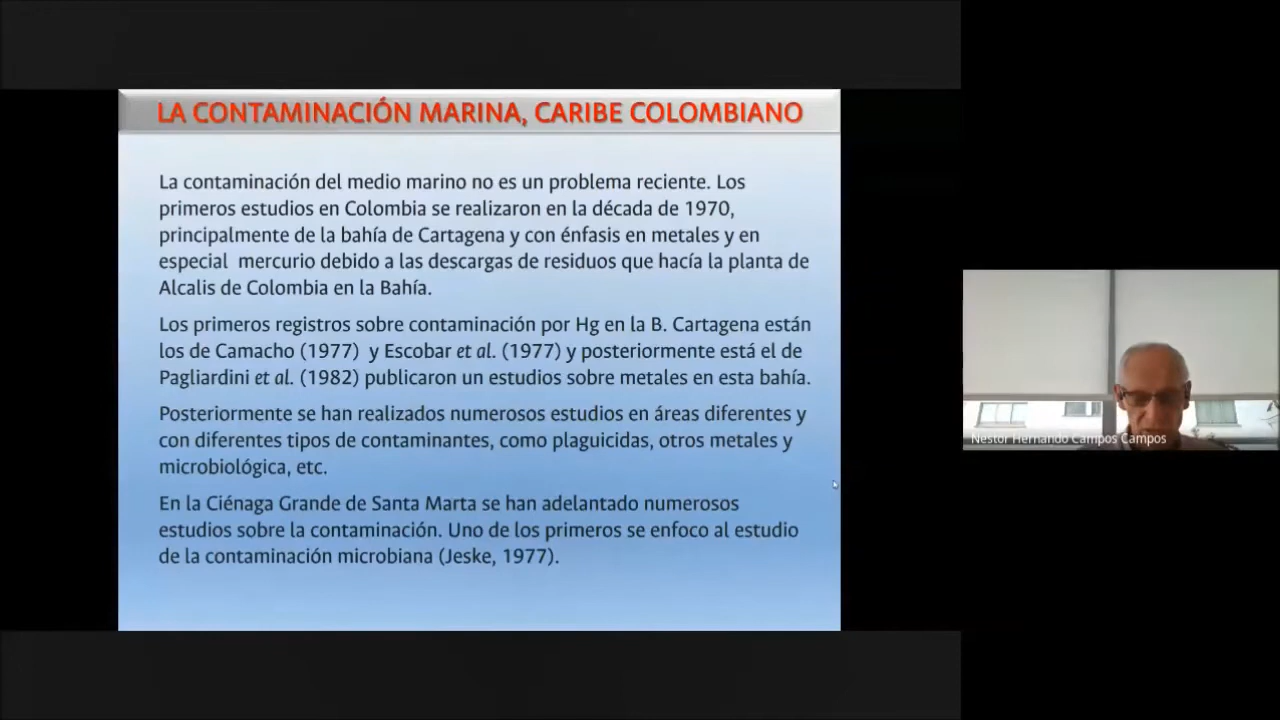 LA CONTAMINACIÓN MARINA, CARIBE COLOMBIANO
La contaminación del medio marino no es un problema reciente. Los
primeros estudios en Colombia se realizaron en la década de 1970,
principalmente de la bahía de Cartagena y con énfasis en metales y en
especial mercurio debido a las descargas de residuos que hacía la planta de
Alcalis de Colombia en la Bahía.
Los primeros registros sobre contaminación por Hg en la B. Cartagena están
los de Camacho (1977) y Escobar et al. (1977) y posteriormente está el de
Pagliardini et al. (1982) publicaron un estudios sobre metales en esta bahía.
Posteriormente se han realizados numerosos estudios en áreas diferentes y
con diferentes tipos de contaminantes, como plaguicidas, otros metales y
microbiológica, etc.
En la Ciénaga Grande de Santa Marta se han adelantado numerosos
estudios sobre la contaminación. Uno de los primeros se enfoco al estudio
de la contaminación microbiana (Jeske, 1977).
Nestor Hernando Campos Campos